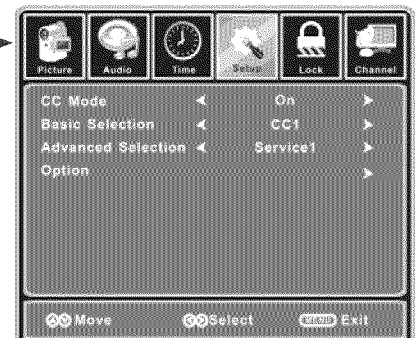 Picture Audio Time Setup Lock Channel
CC Mode On
Basic Selection CC1
Advanced Selection Service1
Option
Move Select MENU Exit